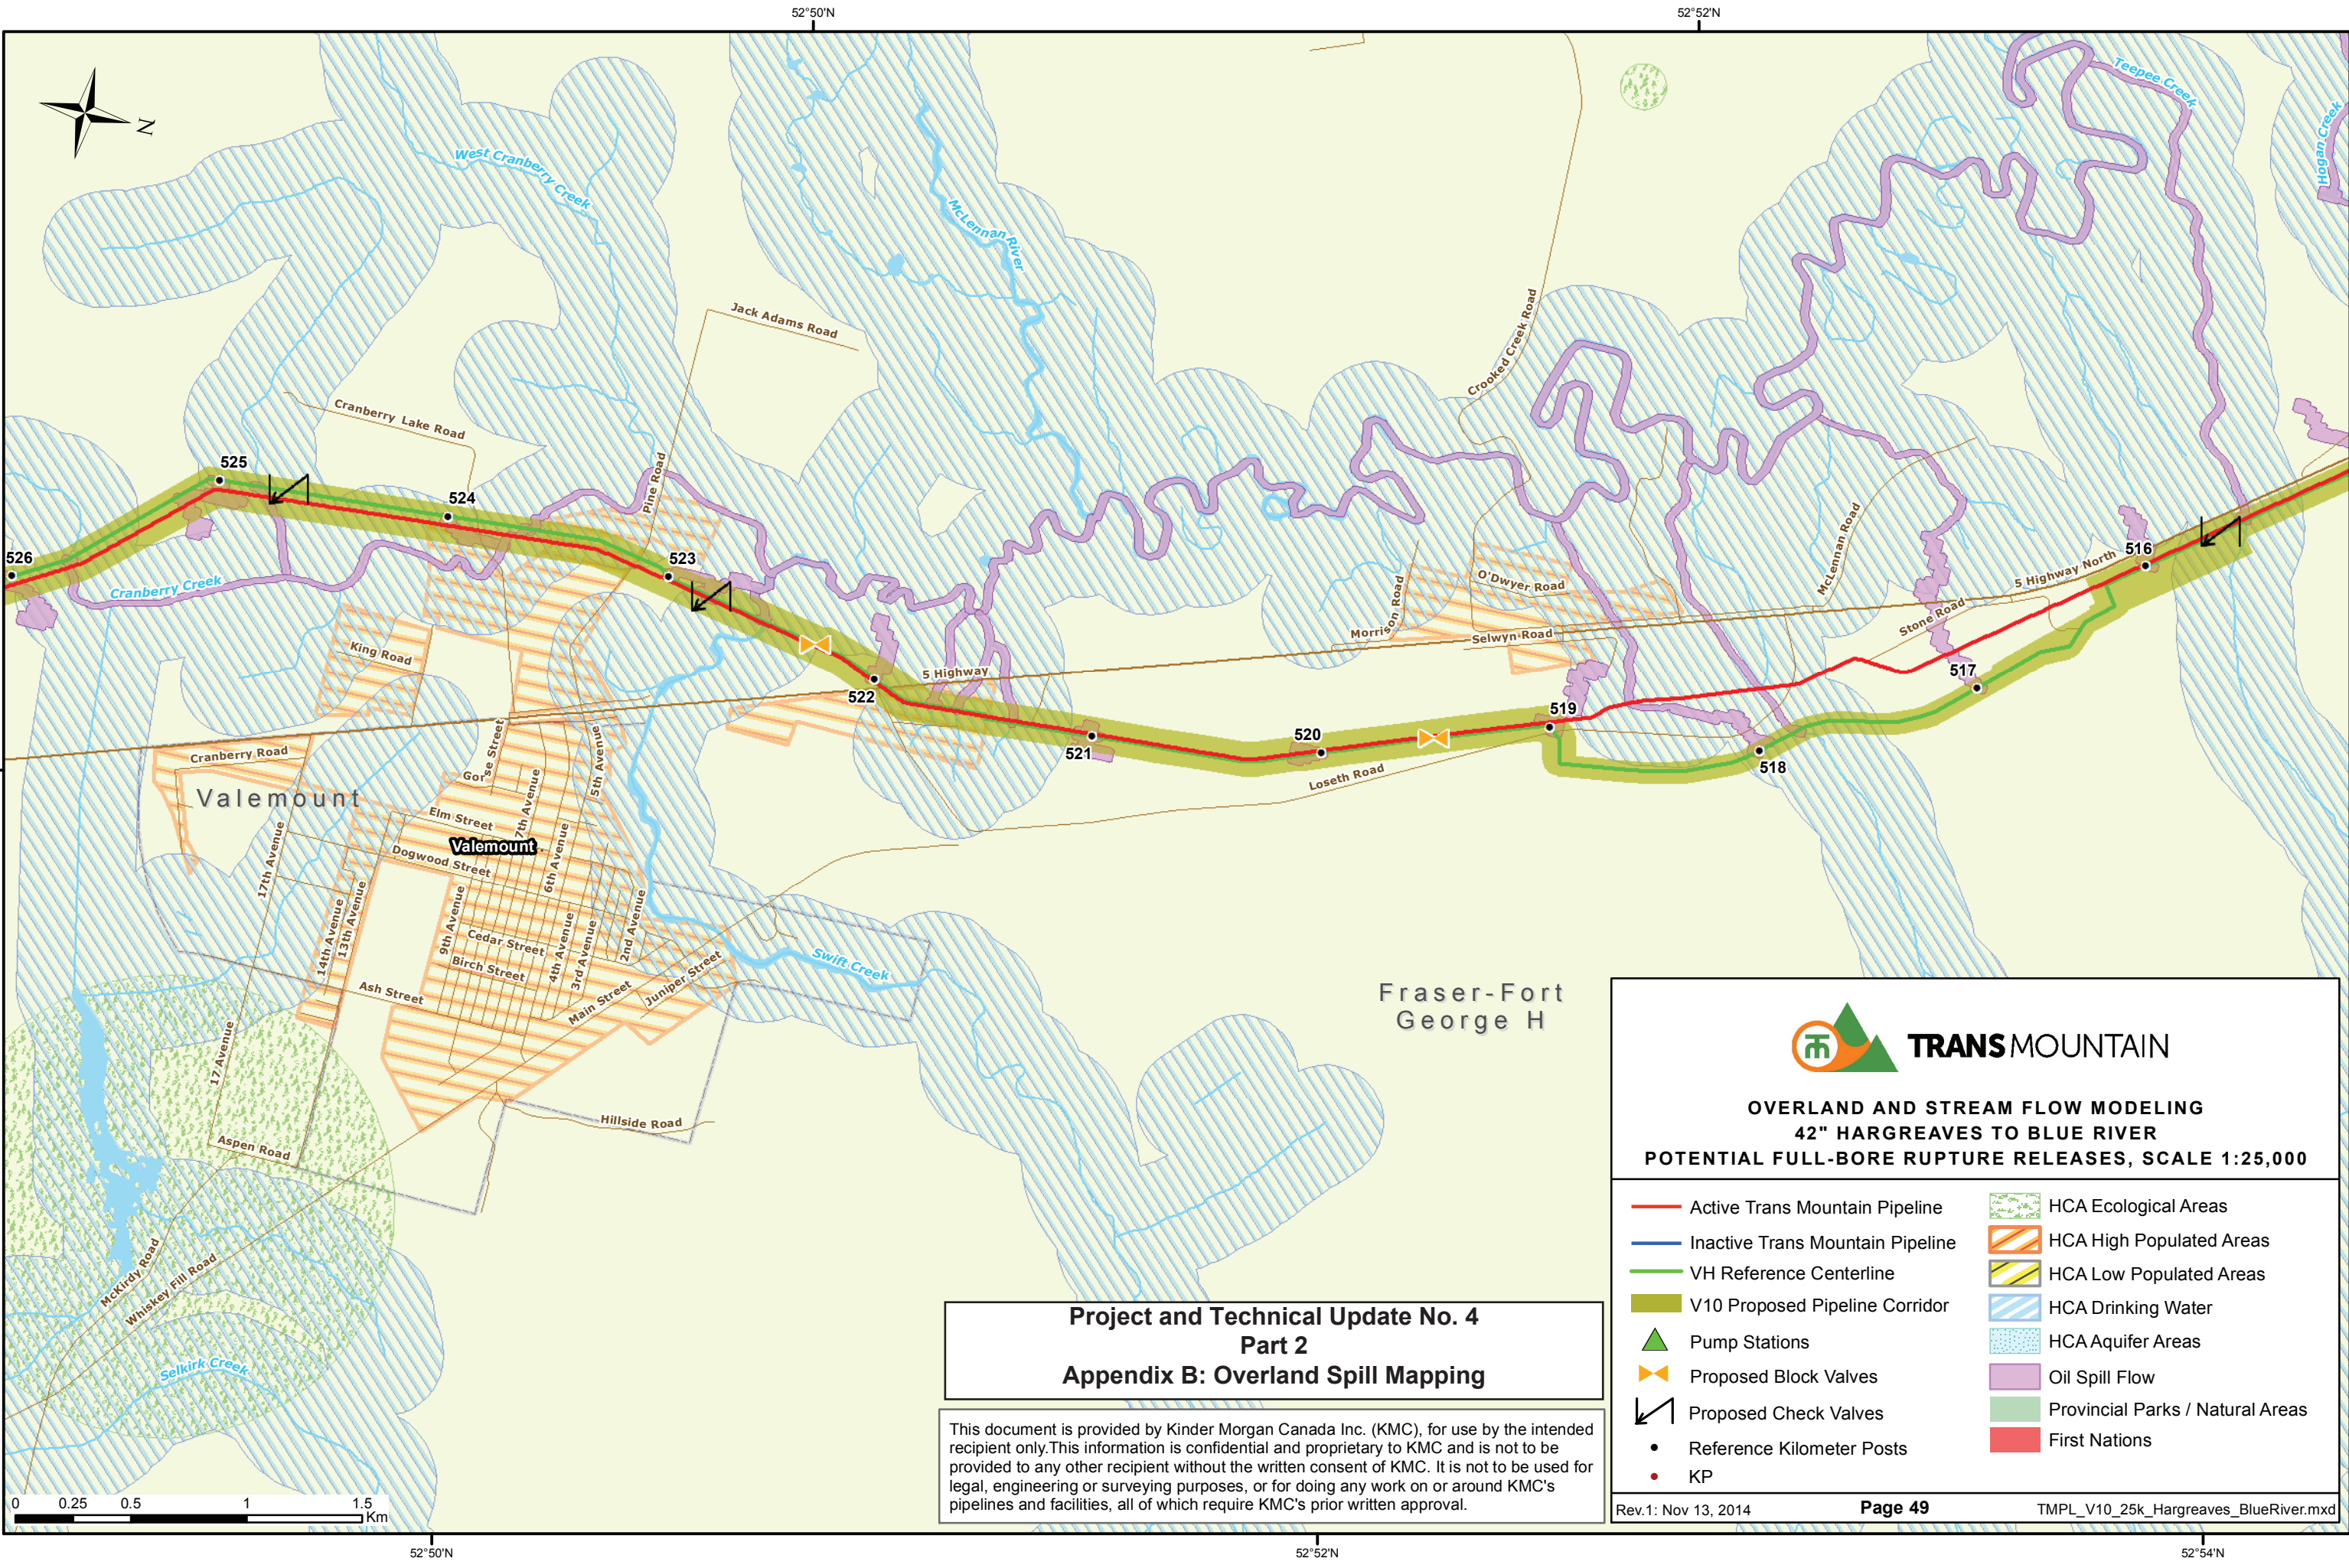 52°50'N
52°52'N
N
Teepee Creek
Hogan Creek
West Cranberry Creek
McLennan River
Jack Adams Road
Crooked Creek Road
Cranberry Lake Road
Pine Road
525
524
523
526
Cranberry Creek
522
5 Highway
521
520
519
518
517
516
5 Highway North
Stone Road
McLennan Road
O'Dwyer Road
Morrison Road
Selwyn Road
Loseth Road
King Road
Cranberry Road
Valemount
Gorse Street
5th Avenue
7th Avenue
Elm Street
Valemount
Dogwood Street
6th Avenue
17th Avenue
14th Avenue
13th Avenue
9th Avenue
Cedar Street
Birch Street
4th Avenue
3rd Avenue
2nd Avenue
Ash Street
Main Street
Juniper Street
Swift Creek
17 Avenue
Aspen Road
Hillside Road
McKirdy Road
Whiskey Fill Road
Selkirk Creek
Fraser-Fort
George H
0 0.25 0.5 1 1.5
Km
Project and Technical Update No. 4
Part 2
Appendix B: Overland Spill Mapping
This document is provided by Kinder Morgan Canada Inc. (KMC), for use by the intended
recipient only.This information is confidential and proprietary to KMC and is not to be
provided to any other recipient without the written consent of KMC. It is not to be used for
legal, engineering or surveying purposes, or for doing any work on or around KMC's
pipelines and facilities, all of which require KMC's prior written approval.
TRANSMOUNTAIN
OVERLAND AND STREAM FLOW MODELING
42" HARGREAVES TO BLUE RIVER
POTENTIAL FULL-BORE RUPTURE RELEASES, SCALE 1:25,000
Active Trans Mountain Pipeline
Inactive Trans Mountain Pipeline
VH Reference Centerline
V10 Proposed Pipeline Corridor
Pump Stations
Proposed Block Valves
Proposed Check Valves
Reference Kilometer Posts
KP
HCA Ecological Areas
HCA High Populated Areas
HCA Low Populated Areas
HCA Drinking Water
HCA Aquifer Areas
Oil Spill Flow
Provincial Parks / Natural Areas
First Nations
Rev.1: Nov 13, 2014
Page 49
TMPL_V10_25k_Hargreaves_BlueRiver.mxd
52°50'N
52°52'N
52°54'N